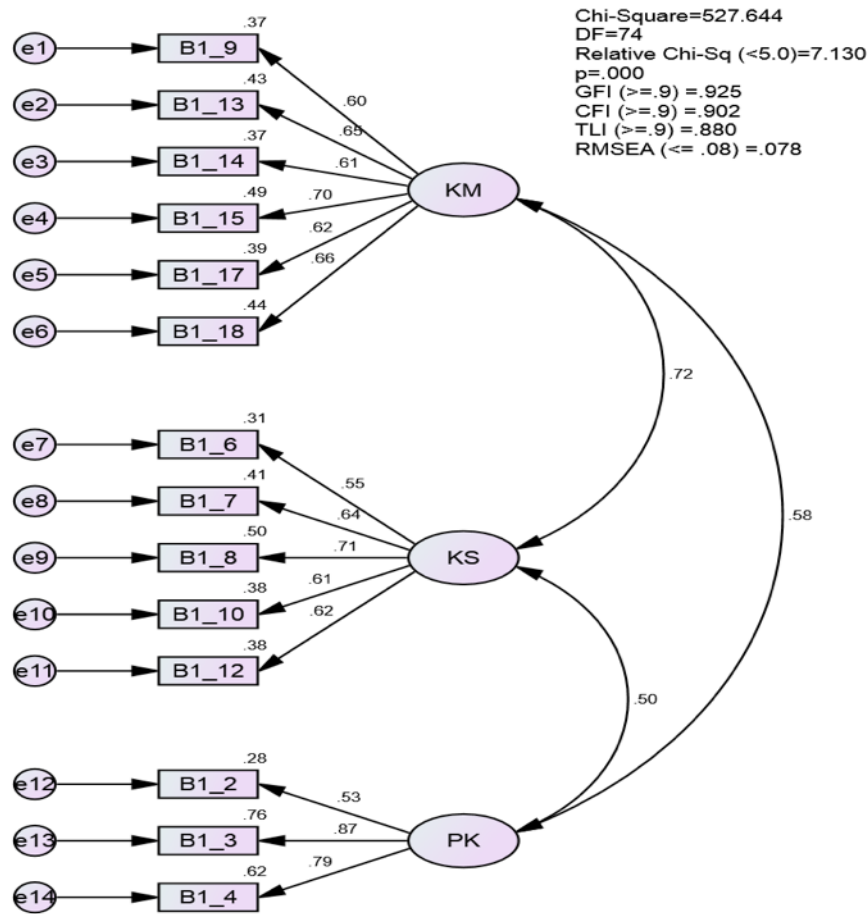 Chi-Square=527.644
DF=74
Relative Chi-Sq (<5.0)=7.130
p=.000
GFI (>=.9) =.925
CFI (>=.9) =.902
TLI (>=.9) =.880
RMSEA (<= .08) =.078
.37
e1 B1_9
.60
.43
e2 B1_13
.65
.37
e3 B1_14
.61
KM
.49
e4 B1_15
.70
.39
e5 B1_17
.62
.44
e6 B1_18
.66
.72
.31
e7 B1_6
.55
.41
e8 B1_7
.64
.58
.50
e9 B1_8
.71
KS
.38
e10 B1_10
.61
.38
e11 B1_12
.62
.50
.28
e12 B1_2
.53
.76
e13 B1_3
.87
PK
.62
e14 B1_4
.79